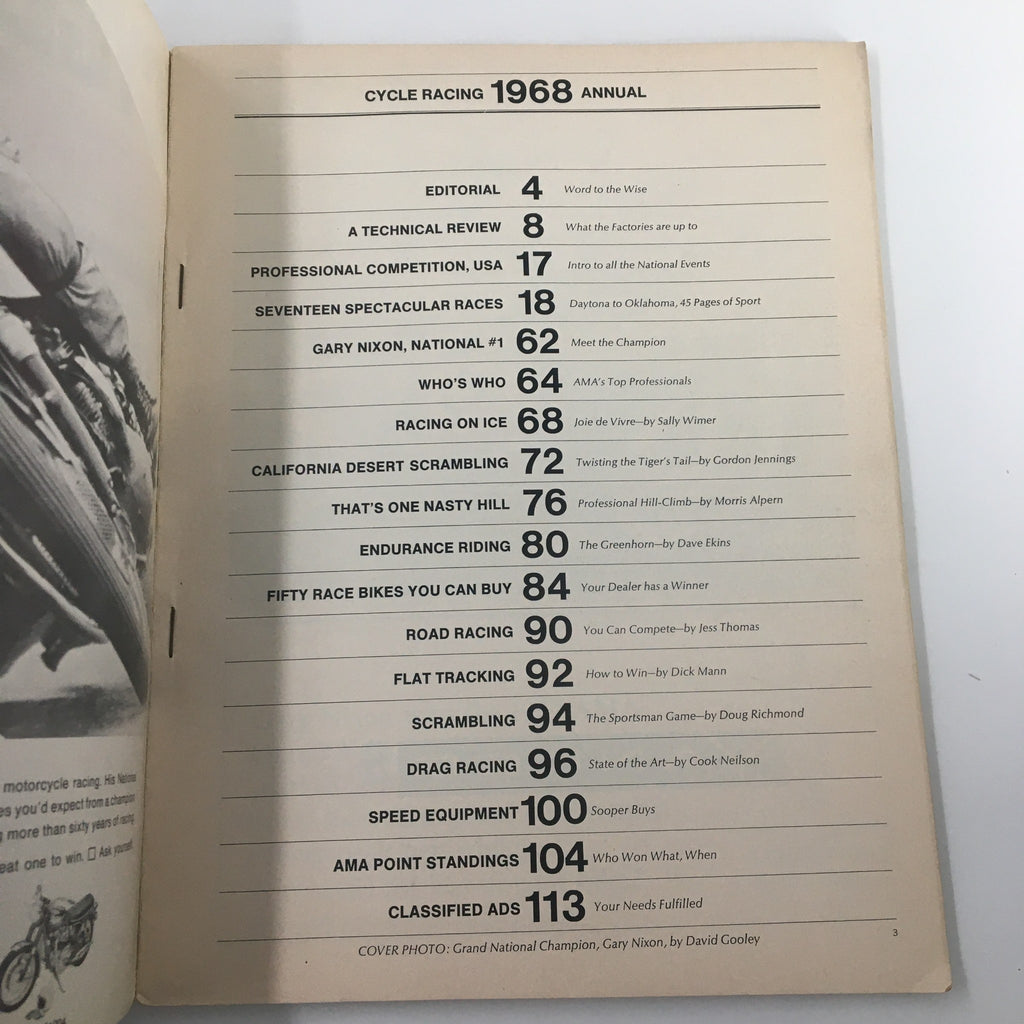 CYCLE RACING 1968 ANNUAL
EDITORIAL 4 Word to the Wise
A TECHNICAL REVIEW 8 What the Factories are up to
PROFESSIONAL COMPETITION, USA 17 Intro to all the National Events
SEVENTEEN SPECTACULAR RACES 18 Daytona to Oklahoma, 45 Pages of Sport
GARY NIXON, NATIONAL #1 62 Meet the Champion
WHO'S WHO 64 AMA's Top Professionals
RACING ON ICE 68 Joie de Vivre—by Sally Wimer
CALIFORNIA DESERT SCRAMBLING 72 Twisting the Tiger's Tail—by Gordon Jennings
THAT'S ONE NASTY HILL 76 Professional Hill-Climb—by Morris Alpern
ENDURANCE RIDING 80 The Greenhorn—by Dave Ekins
FIFTY RACE BIKES YOU CAN BUY 84 Your Dealer has a Winner
ROAD RACING 90 You Can Compete—by Jess Thomas
FLAT TRACKING 92 How to Win—by Dick Mann
SCRAMBLING 94 The Sportsman Game—by Doug Richmond
DRAG RACING 96 State of the Art—by Cook Neilson
SPEED EQUIPMENT 100 Sooper Buys
AMA POINT STANDINGS 104 Who Won What, When
CLASSIFIED ADS 113 Your Needs Fulfilled
COVER PHOTO: Grand National Champion, Gary Nixon, by David Gooley
3
motorcycle racing. His National
you'd expect from a champion
more than sixty years of racing
one to win. ☐ Ask yourself.